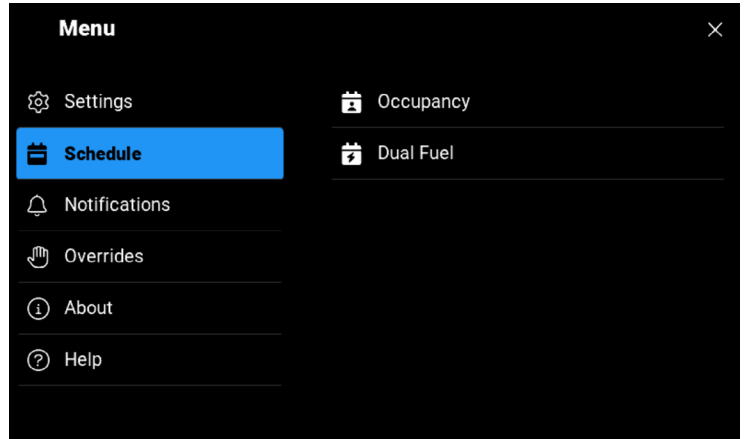 Menu
Settings
Schedule
Notifications
Overrides
About
Help
Occupancy
Dual Fuel